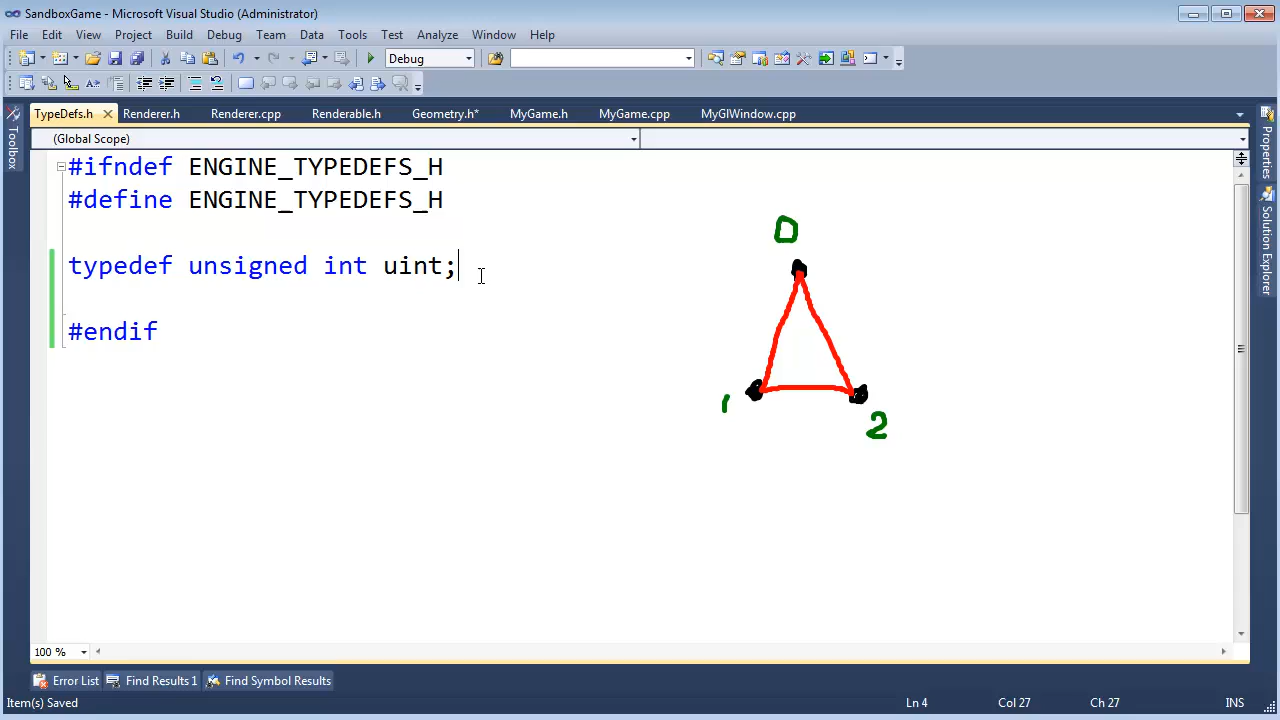 SandboxGame - Microsoft Visual Studio (Administrator)
File Edit View Project Build Debug Team Data Tools Test Analyze Window Help
Debug
TypeDefs.h Renderer.h Renderer.cpp Renderable.h Geometry.h* MyGame.h MyGame.cpp MyGlWindow.cpp
(Global Scope)
Toolbox
Properties
Solution Explorer
#ifndef ENGINE_TYPEDEFS_H
#define ENGINE_TYPEDEFS_H
typedef unsigned int uint;
#endif
0
1
2
100 %
Error List Find Results 1 Find Symbol Results
Item(s) Saved Ln 4 Col 27 Ch 27 INS